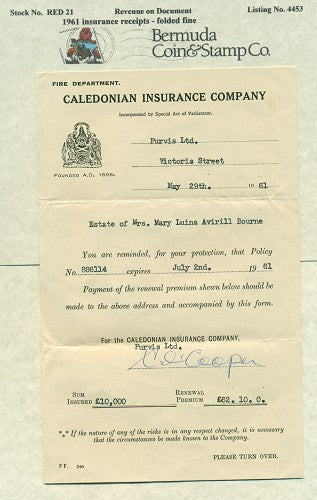 Stock No. RED 21 Revenue on Document Listing No. 4453
1961 insurance receipts - folded fine
Bermuda
Coin&StampCo.
FIRE DEPARTMENT.
CALEDONIAN INSURANCE COMPANY
Incorporated by Special Act of Parliament.
Purvis Ltd.
Victoria Street
FOUNDED A.D. 1805.
May 29th. 1961
Estate of Mrs. Mary Luina Avirill Bourne
You are reminded, for your protection, that Policy
No. 886114 expires July 2nd. 1961
Payment of the renewal premium shewn below should be
made to the above address and accompanied by this form.
For the CALEDONIAN INSURANCE COMPANY,
Purvis Ltd.
Cooper
SUM INSURED £10,000 RENEWAL PREMIUM £62. 10. 0.
*** If the nature of any of the risks is in any respect changed, it is necessary
that the circumstances be made known to the Company.
PLEASE TURN OVER.
FF.